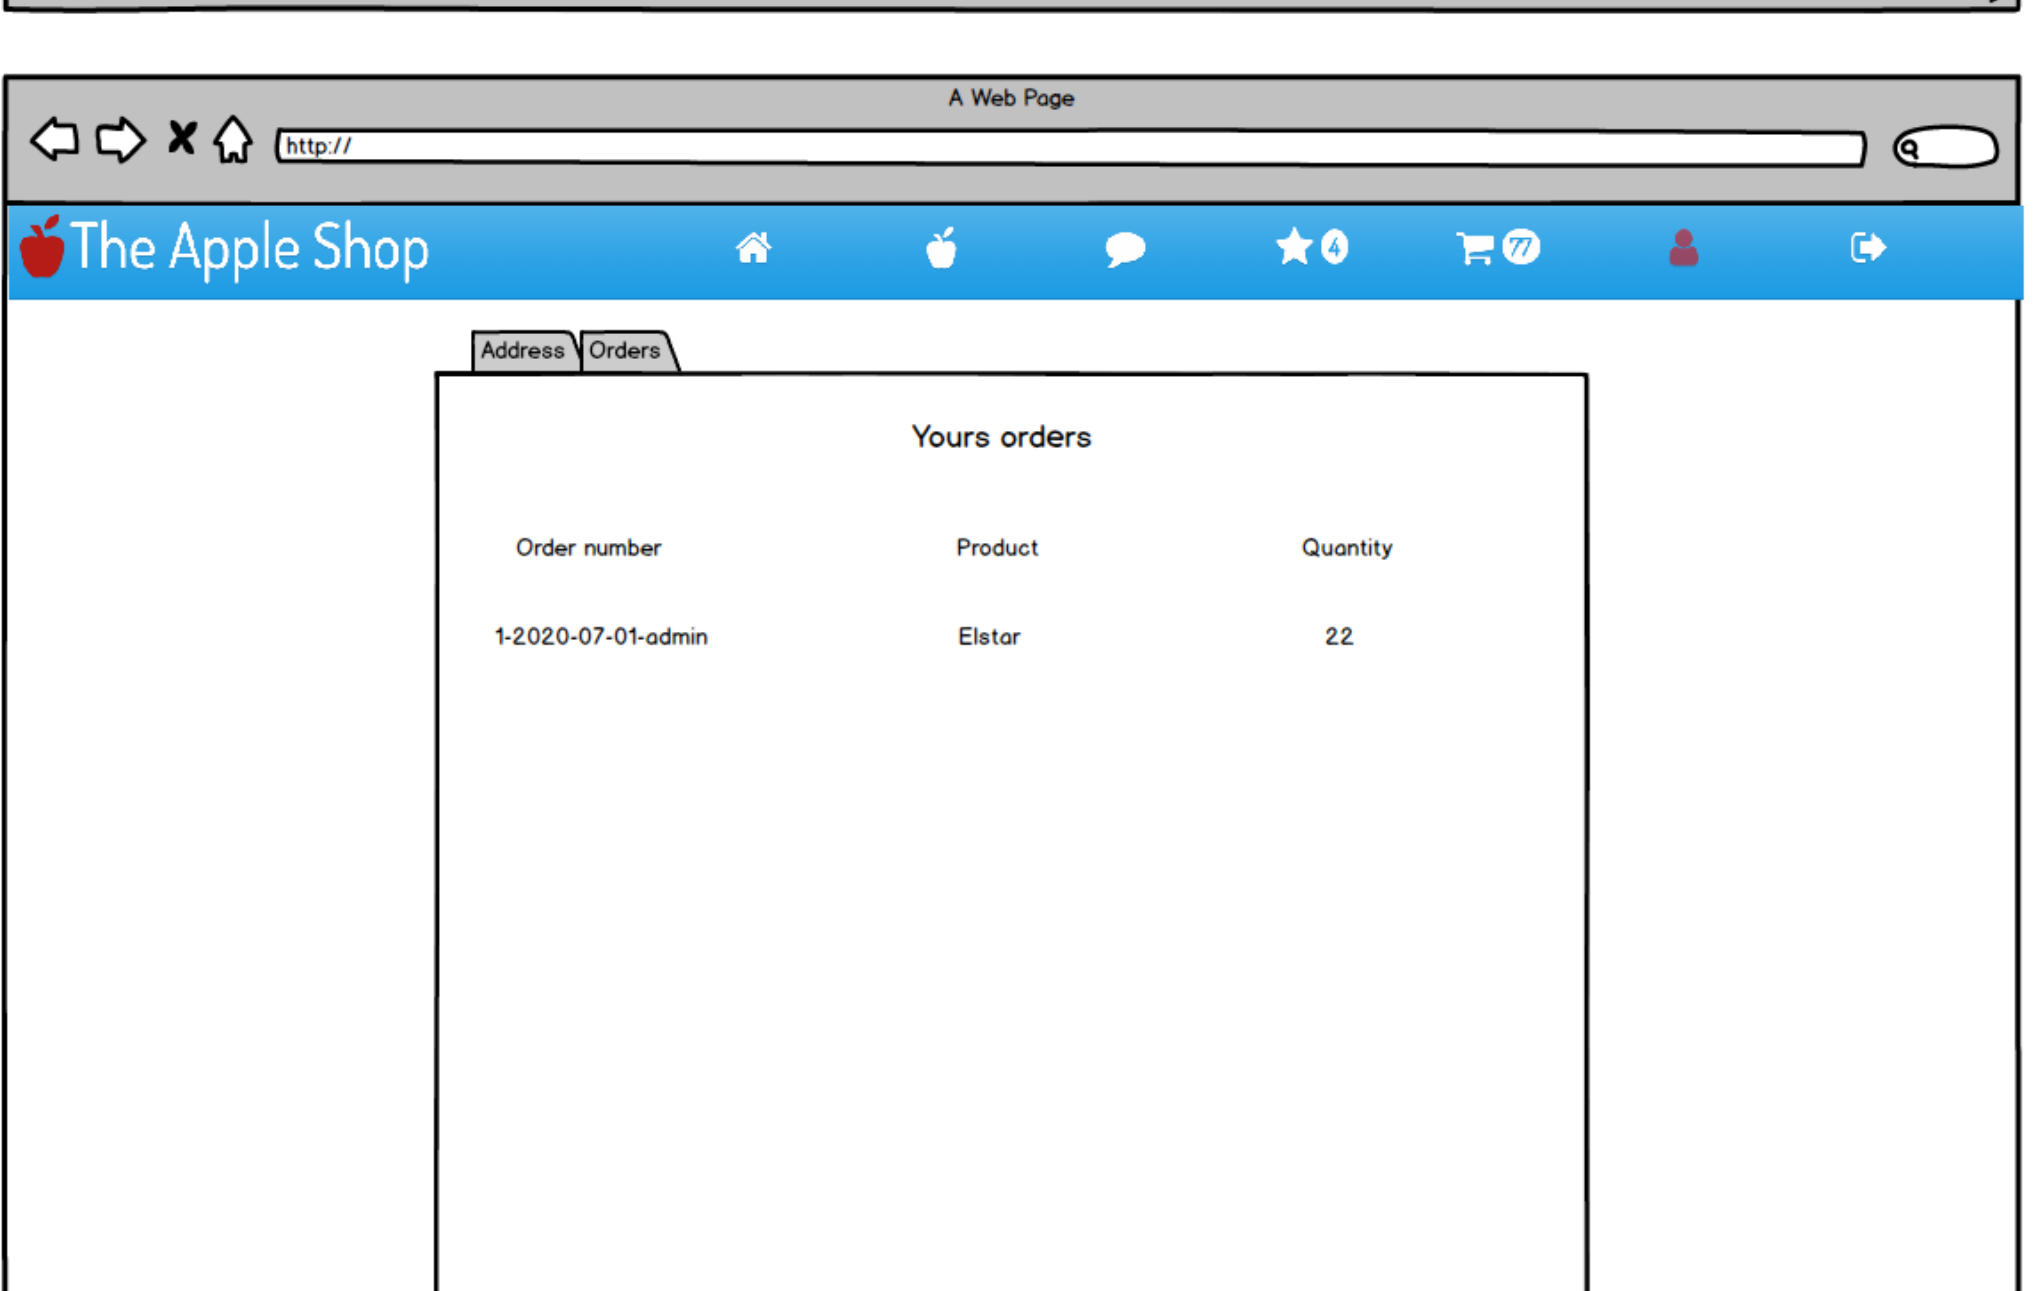 A Web Page
http://
The Apple Shop
4
77
Address
Orders
Yours orders
Order number Product Quantity
1-2020-07-01-admin Elstar 22